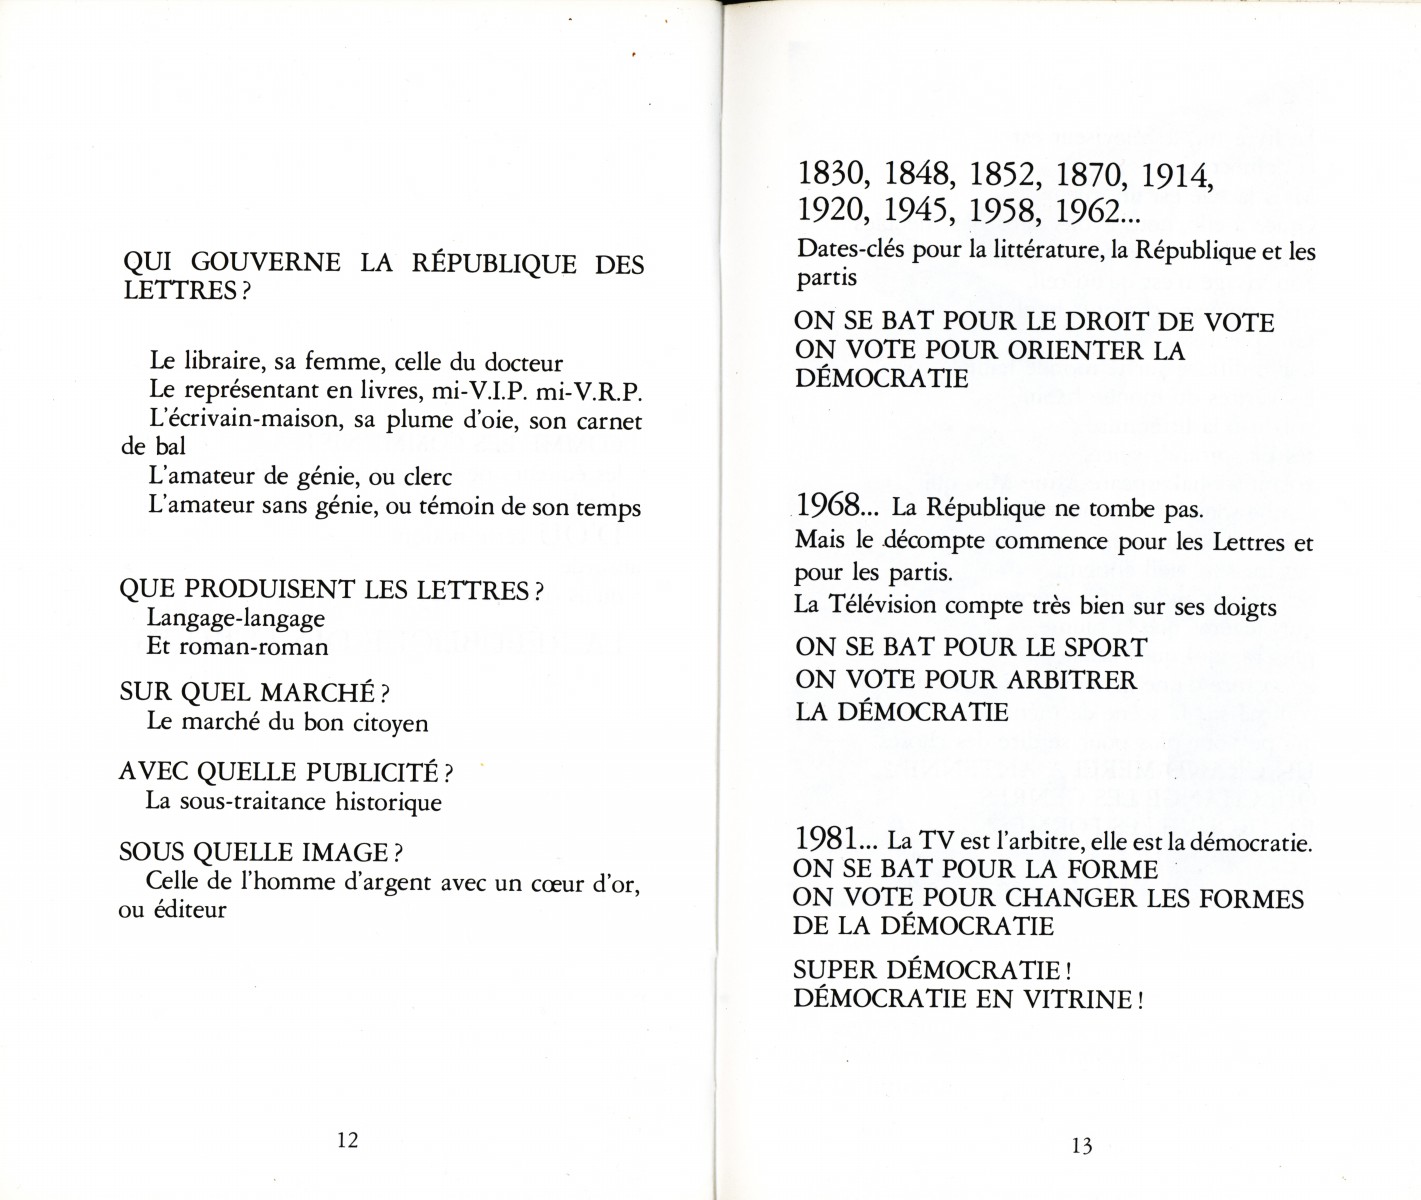 QUI GOUVERNE LA RÉPUBLIQUE DES
LETTRES ?
Le libraire, sa femme, celle du docteur
Le représentant en livres, mi-V.I.P. mi-V.R.P.
L'écrivain-maison, sa plume d'oie, son carnet
de bal
L'amateur de génie, ou clerc
L'amateur sans génie, ou témoin de son temps
QUE PRODUISENT LES LETTRES ?
Langage-langage
Et roman-roman
SUR QUEL MARCHÉ ?
Le marché du bon citoyen
AVEC QUELLE PUBLICITÉ ?
La sous-traitance historique
SOUS QUELLE IMAGE ?
Celle de l'homme d'argent avec un cœur d'or,
ou éditeur
12
1830, 1848, 1852, 1870, 1914,
1920, 1945, 1958, 1962...
Dates-clés pour la littérature, la République et les
partis
ON SE BAT POUR LE DROIT DE VOTE
ON VOTE POUR ORIENTER LA
DÉMOCRATIE
1968... La République ne tombe pas.
Mais le décompte commence pour les Lettres et
pour les partis.
La Télévision compte très bien sur ses doigts
ON SE BAT POUR LE SPORT
ON VOTE POUR ARBITRER
LA DÉMOCRATIE
1981... La TV est l'arbitre, elle est la démocratie.
ON SE BAT POUR LA FORME
ON VOTE POUR CHANGER LES FORMES
DE LA DÉMOCRATIE
SUPER DÉMOCRATIE !
DÉMOCRATIE EN VITRINE !
13